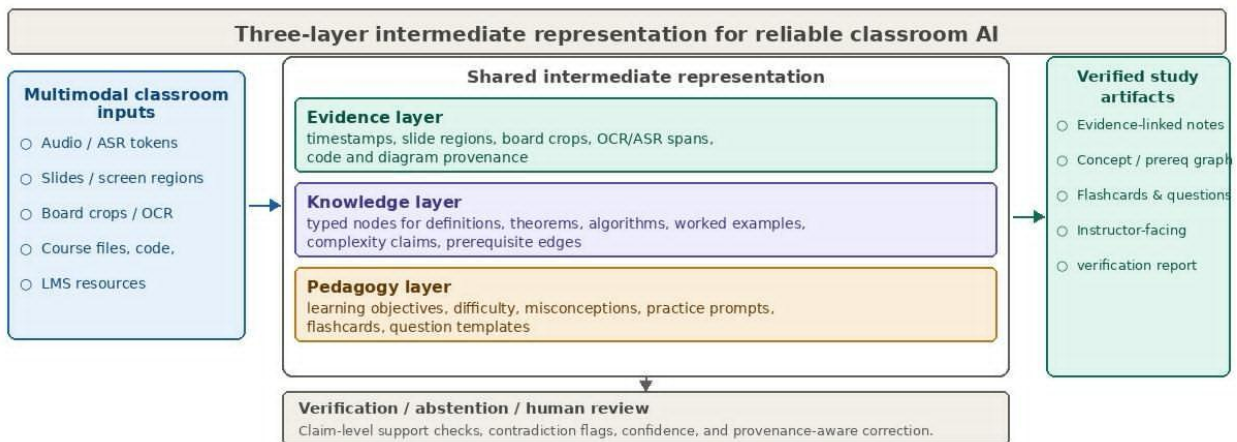 Three-layer intermediate representation for reliable classroom AI
Multimodal classroom
inputs
○ Audio / ASR tokens
○ Slides / screen regions
○ Board crops / OCR
○ Course files, code,
○ LMS resources
Shared intermediate representation
Evidence layer
timestamps, slide regions, board crops, OCR/ASR spans,
code and diagram provenance
Knowledge layer
typed nodes for definitions, theorems, algorithms, worked examples,
complexity claims, prerequisite edges
Pedagogy layer
learning objectives, difficulty, misconceptions, practice prompts,
flashcards, question templates
Verified study
artifacts
○ Evidence-linked notes
○ Concept / prereq graph
○ Flashcards & questions
○ Instructor-facing
○ verification report
Verification / abstention / human review
Claim-level support checks, contradiction flags, confidence, and provenance-aware correction.